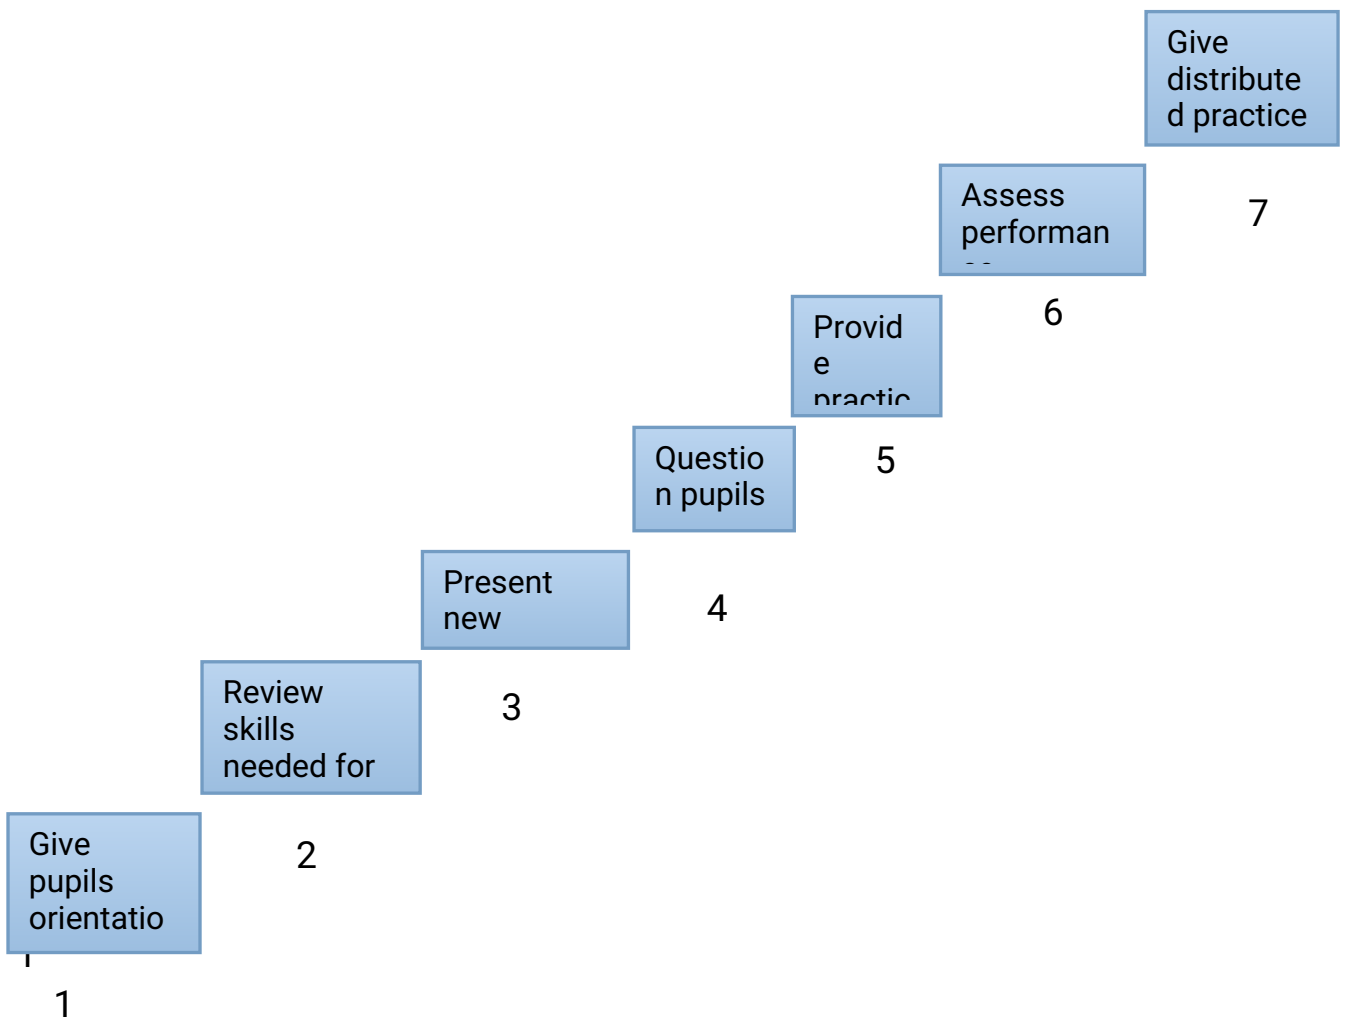 Give
distribute
d practice
7
Assess
performan
6
Provid
e
practic
5
Questio
n pupils
4
Present
new
3
Review
skills
needed for
2
Give
pupils
orientatio
1